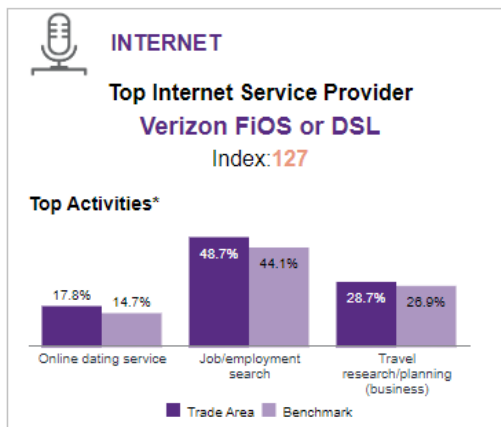 INTERNET
Top Internet Service Provider
Verizon FiOS or DSL
Index:127
Top Activities*
17.8%
14.7%
48.7%
44.1%
28.7%
26.9%
Online dating service
Job/employment
search
Travel
research/planning
(business)
Trade Area
Benchmark